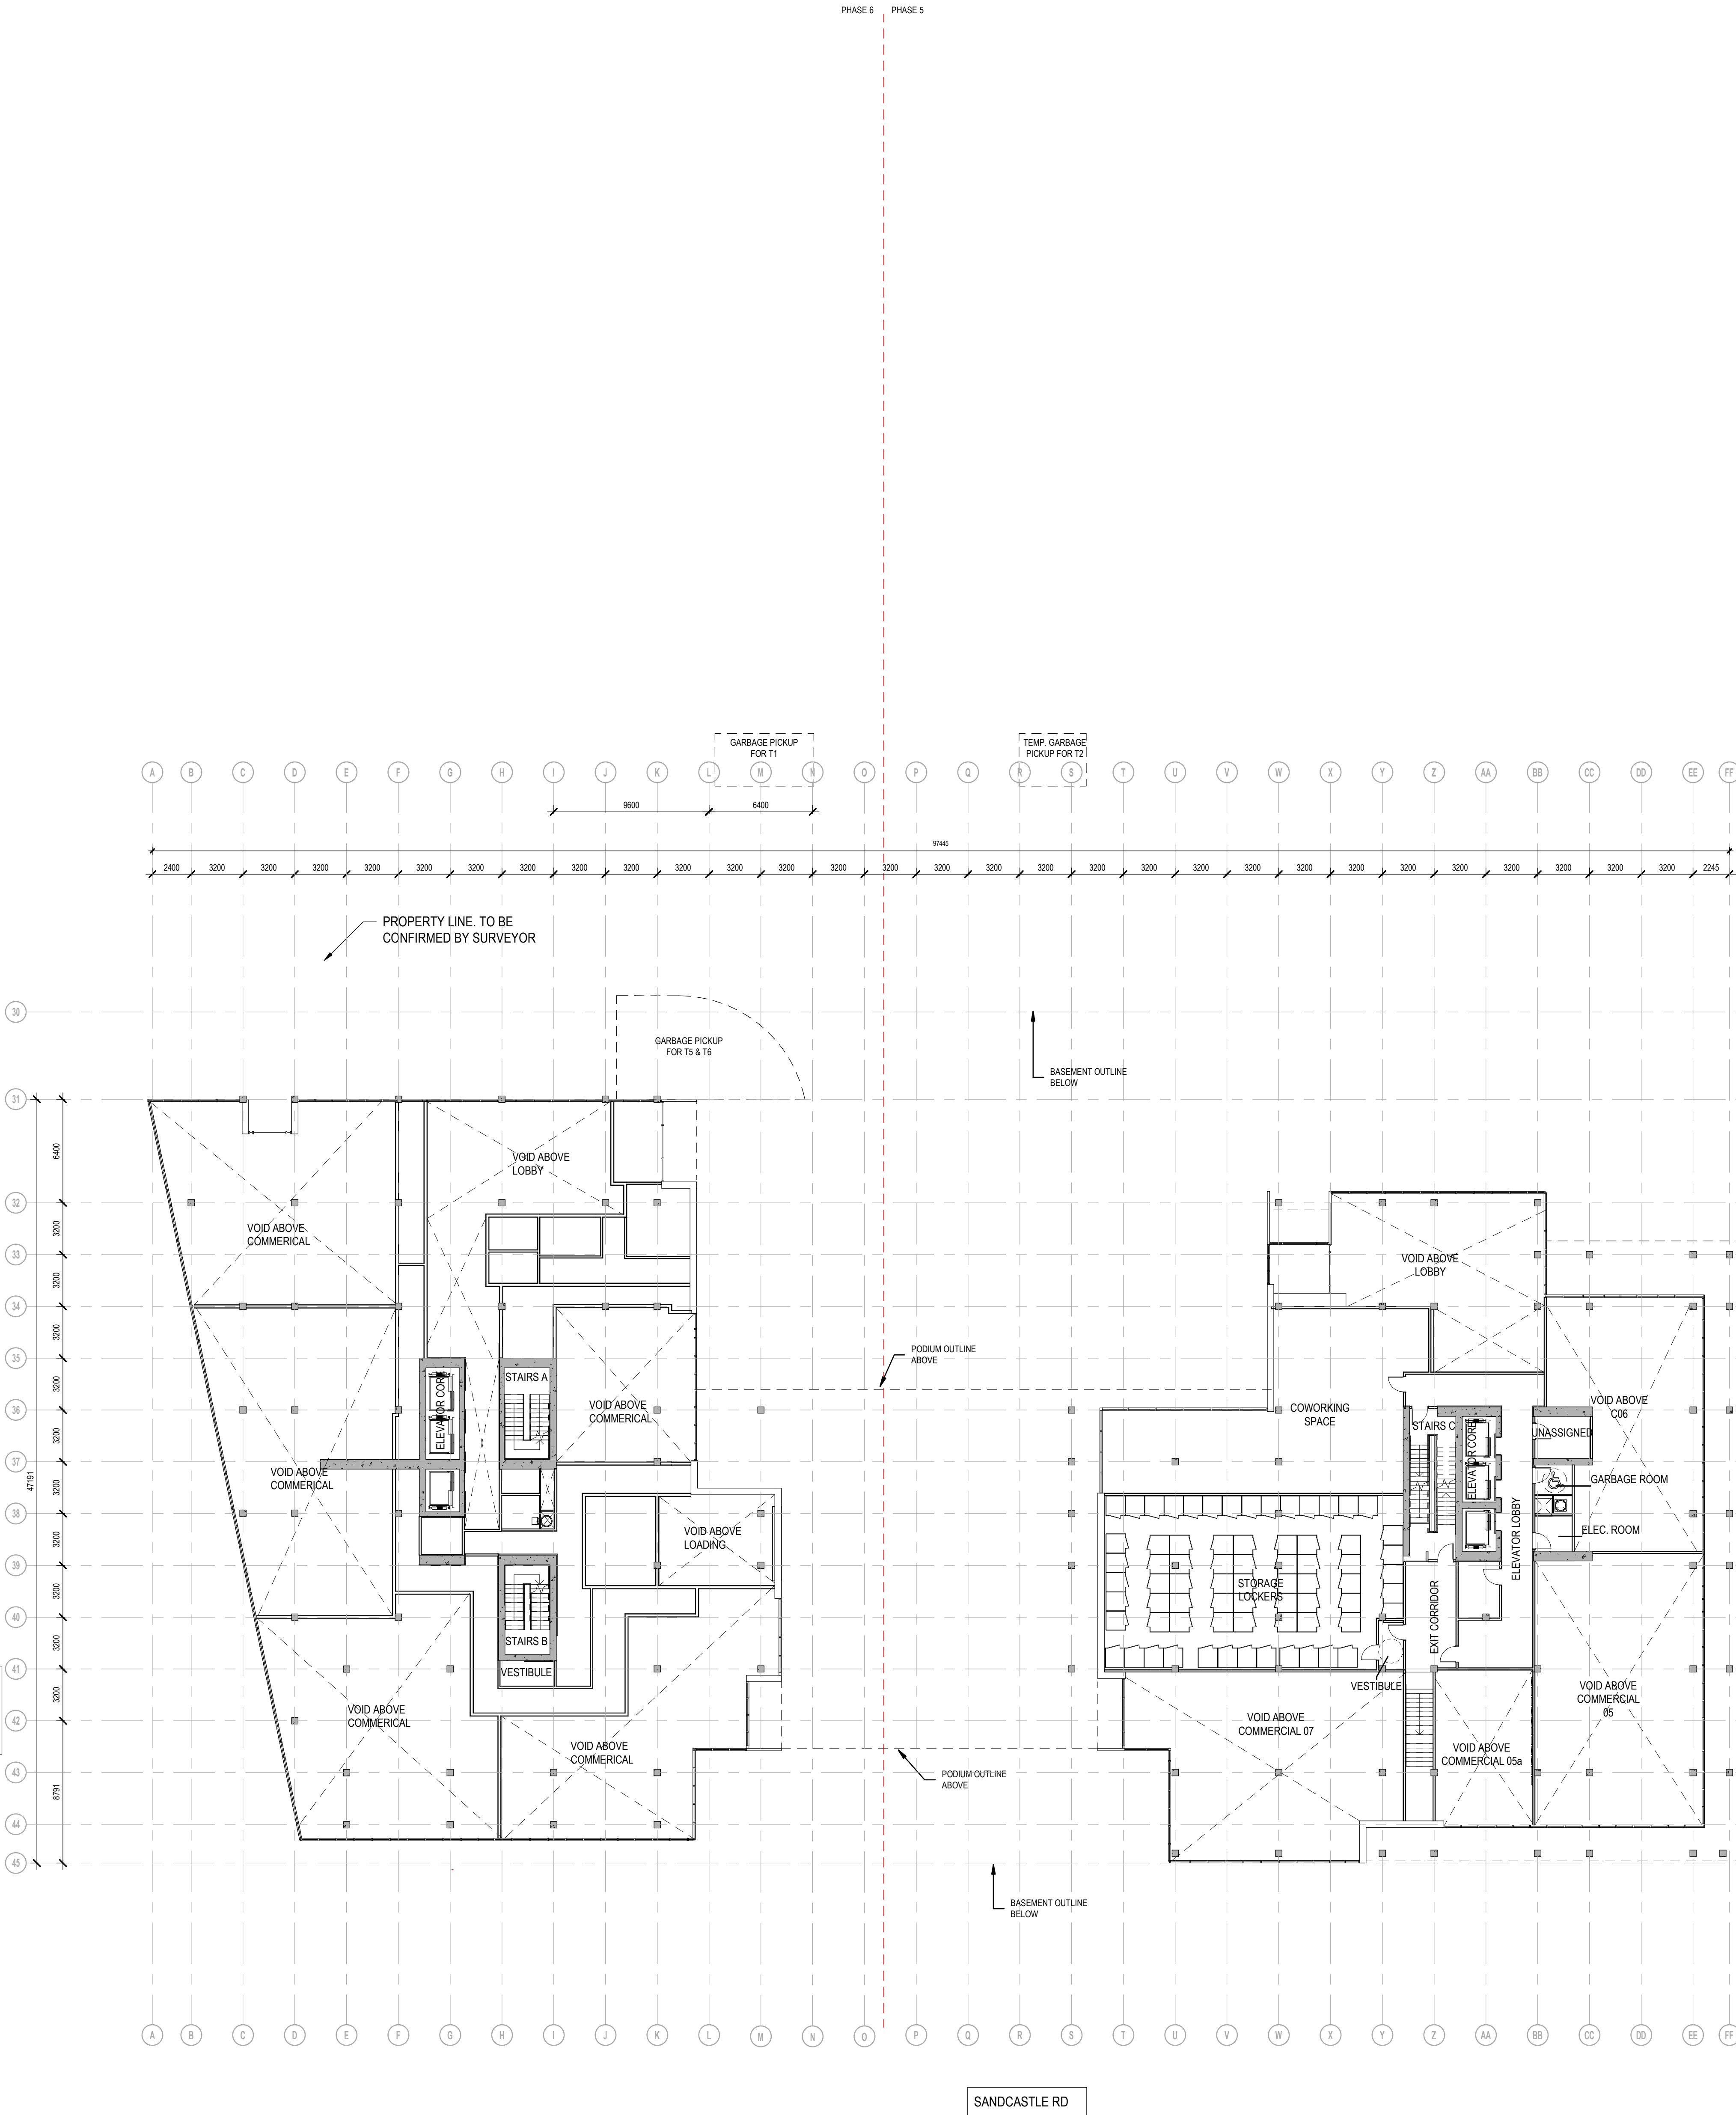 PHASE 6
PHASE 5
GARBAGE PICKUP
FOR T1
TEMP. GARBAGE
PICKUP FOR T2
A B C D E F G H I J K L M N O P Q R S T U V W X Y Z AA BB CC DD EE FF
9600 6400
97445
2400 3200 3200 3200 3200 3200 3200 3200 3200 3200 3200 3200 3200 3200 3200 3200 3200 3200 3200 3200 3200 3200 3200 3200 3200 3200 3200 3200 3200 3200 2245
PROPERTY LINE. TO BE
CONFIRMED BY SURVEYOR
30
GARBAGE PICKUP
FOR T5 & T6
BASEMENT OUTLINE
BELOW
31
6400
VOID ABOVE
LOBBY
32
3200
VOID ABOVE
COMMERICAL
33
3200
VOID ABOVE
LOBBY
34
3200
35
3200
PODIUM OUTLINE
ABOVE
STAIRS A
ELEVATOR CORE
VOID ABOVE
COMMERICAL
36
3200
COWORKING
SPACE
VOID ABOVE
C06
STAIRS C
ELEVATOR CORE
UNASSIGNED
37
3200
47191
VOID ABOVE
COMMERICAL
GARBAGE ROOM
38
3200
VOID ABOVE
LOADING
ELEVATOR LOBBY
ELEC. ROOM
39
3200
STORAGE
LOCKERS
EXIT CORRIDOR
40
3200
STAIRS B
41
VESTIBULE
3200
VESTIBULE
VOID ABOVE
COMMERCIAL
05
VOID ABOVE
COMMERICAL
42
VOID ABOVE
COMMERCIAL 07
VOID ABOVE
COMMERICAL
VOID ABOVE
COMMERCIAL 05a
43
8791
PODIUM OUTLINE
ABOVE
44
45
BASEMENT OUTLINE
BELOW
A B C D E F G H I J K L M N O P Q R S T U V W X Y Z AA BB CC DD EE FF
SANDCASTLE RD